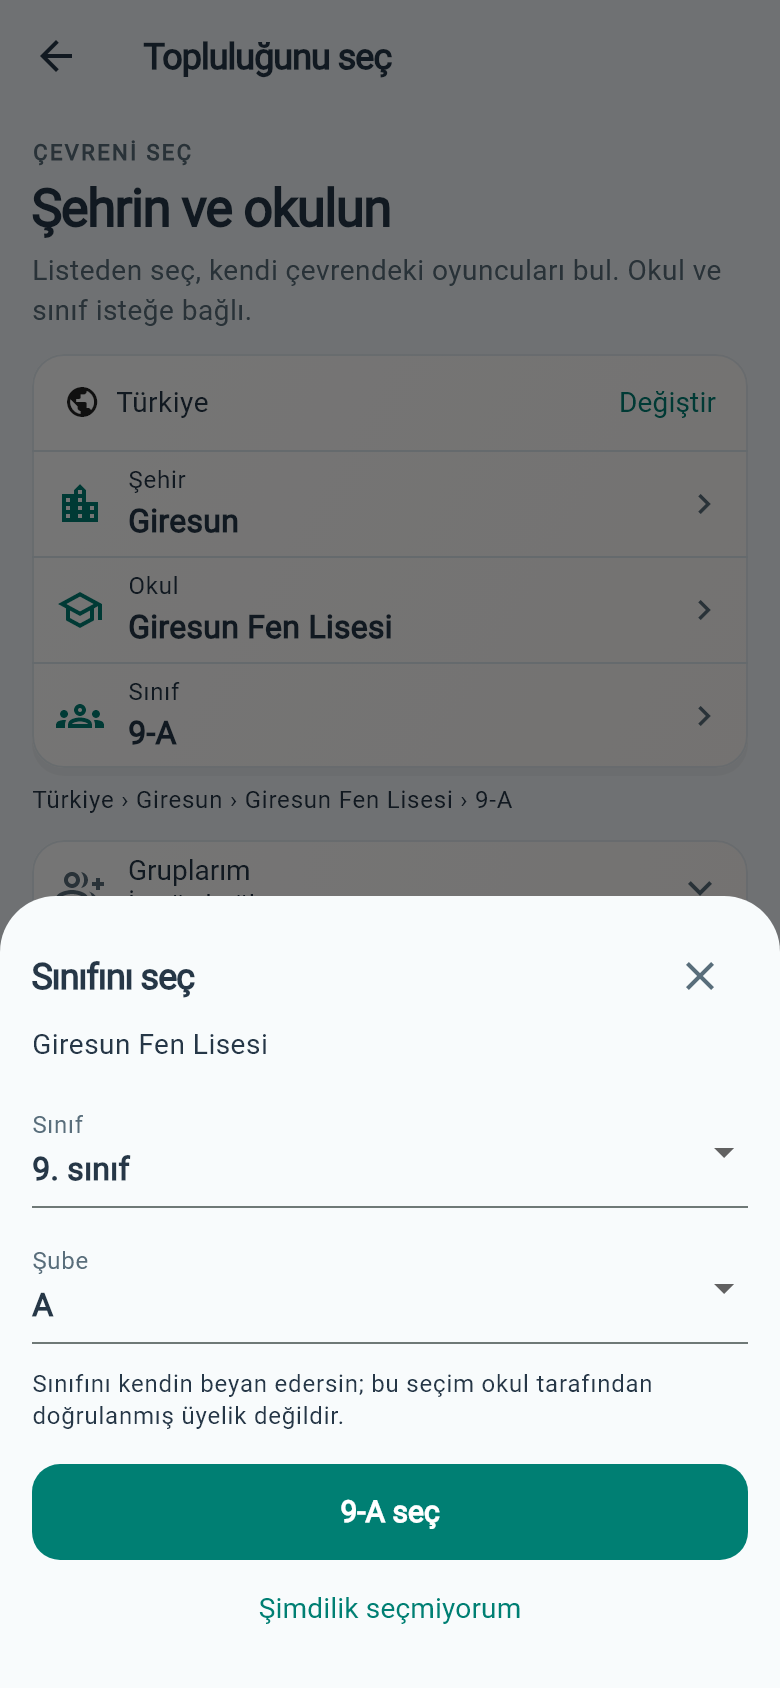 Topluluğunu seç
ÇEVRENİ SEÇ
Şehrin ve okulun
Listeden seç, kendi çevrendeki oyuncuları bul. Okul ve
sınıf isteğe bağlı.
Türkiye
Değiştir
Şehir
Giresun
Okul
Giresun Fen Lisesi
Sınıf
9-A
Türkiye › Giresun › Giresun Fen Lisesi › 9-A
Gruplarım
Sınıfını seç
Giresun Fen Lisesi
Sınıf
9. sınıf
Şube
A
Sınıfını kendin beyan edersin; bu seçim okul tarafından
doğrulanmış üyelik değildir.
9-A seç
Şimdilik seçmiyorum